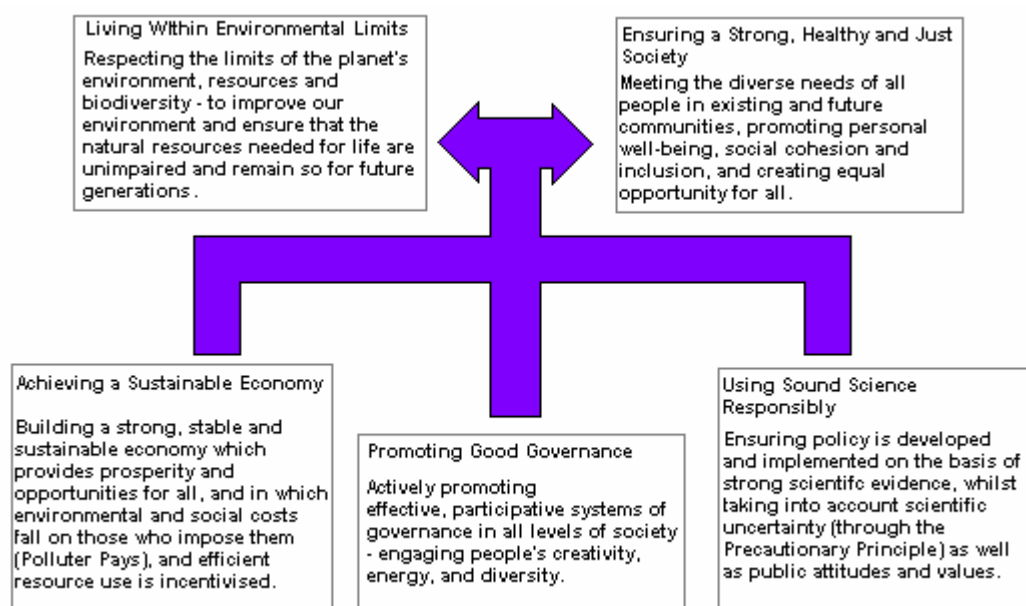 Living WIthin Environmental Limits
Respecting the limits of the planet's
environment, resources and
biodiversity - to improve our
environment and ensure that the
natural resources needed for life are
unimpaired and remain so for future
generations.
Ensuring a Strong, Healthy and Just
Society
Meeting the diverse needs of all
people in existing and future
communities, promoting personal
well-being, social cohesion and
inclusion, and creating equal
opportunity for all.
Achieving a Sustainable Economy
Building a strong, stable and
sustainable economy which
provides prosperity and
opportunities for all, and in which
environmental and social costs
fall on those who impose them
(Polluter Pays), and efficient
resource use is incentivised.
Promoting Good Governance
Actively promoting
effective, participative systems of
governance in all levels of society
- engaging people's creativity,
energy, and diversity.
Using Sound Science
Responsibly
Ensuring policy is developed
and implemented on the basis of
strong scientifc evidence, whilst
taking into account scientific
uncertainty (through the
Precautionary Principle) as well
as public attitudes and values.